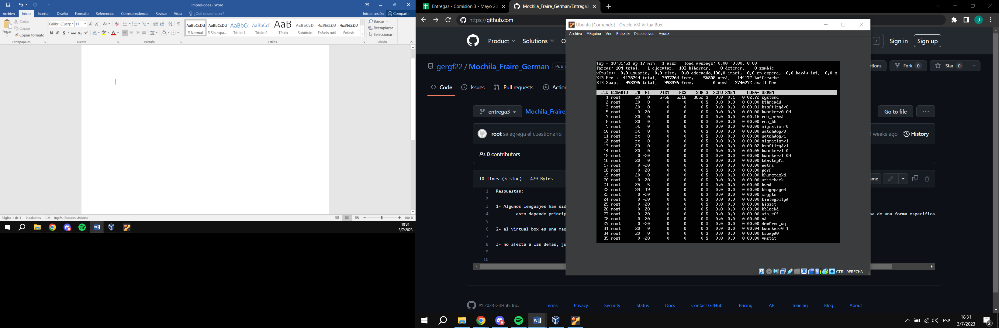 Impresiones - Word
Archivo Inicio Insertar Diseño Formato Referencias Correspondencia Revisar Vista ¿Qué desea hacer? Iniciar sesión Compartir
Pegar Cortar Copiar Copiar formato
Calibri (Cuerp 11
N K S abc
AaBbCcDd AaBbCcDd AaBbCc AaBbCcD AaB AaBbCcD AaBbCcDd AaBbCcDd
¶ Normal ¶ Sin espa... Título 1 Título 2 Título Subtítulo Énfasis sutil Énfasis
Buscar
Reemplazar
Seleccionar
Portapapeles Fuente Párrafo Estilos Edición
Página 1 de 1 0 palabras Inglés (Estados Unidos) 100 %
18:31
3/7/2023
Entregas - Comisión 3 - Mayo 20 Mochila_Fraire_German/Entrega3
https://github.com
J
Product Solutions O / Sign in Sign up
gergf22 / Mochila_Fraire_German Publi Fork 0 Star 0
Code Issues Pull requests Action
entrega3 Mochila_Fraire_ Go to file ...
root se agrega el cuestionario weeks ago History
0 contributors
10 lines (5 sloc) 479 Bytes
1 Respuestas:
2
3 1- Algunos lenguajes han sid
4 esto depende princip se de una forma especifica
5
6 2- el virtual box es una maq
7
8 3- no afecta a las demas, ju
9
10
© 2023 GitHub, Inc. Terms Privacy Security Status Docs Contact GitHub Pricing API Training Blog About
Ubuntu [Corriendo] - Oracle VM VirtualBox
Archivo Máquina Ver Entrada Dispositivos Ayuda
top - 18:31:51 up 17 min, 1 user, load average: 0,00, 0,00, 0,00
Tareas: 104 total, 1 ejecutar, 103 hibernar, 0 detener, 0 zombie
%Cpu(s): 0,0 usuario, 0,0 sist, 0,0 adecuado,100,0 inact, 0,0 en espera, 0,0 hardw int, 0,0 s
KiB Mem : 4138744 total, 3937764 free, 56808 used, 144172 buff/cache
KiB Swap: 998396 total, 998396 free, 0 used. 3740772 avail Mem
PID USUARIO PR NI VIRT RES SHR S %CPU %MEM HORA+ ORDEN
1 root 20 0 6756 5216 3852 S 0,0 0,1 0:02.72 systemd
2 root 20 0 0 0 0 S 0,0 0,0 0:00.00 kthreadd
3 root 20 0 0 0 0 S 0,0 0,0 0:00.01 ksoftirqd/0
5 root 0 -20 0 0 0 S 0,0 0,0 0:00.00 kworker/0:0H
7 root 20 0 0 0 0 S 0,0 0,0 0:00.16 rcu_sched
8 root 20 0 0 0 0 S 0,0 0,0 0:00.00 rcu_bh
9 root rt 0 0 0 0 S 0,0 0,0 0:00.00 migration/0
10 root rt 0 0 0 0 S 0,0 0,0 0:00.00 watchdog/0
11 root rt 0 0 0 0 S 0,0 0,0 0:00.00 watchdog/1
12 root rt 0 0 0 0 S 0,0 0,0 0:00.00 migration/1
13 root 20 0 0 0 0 S 0,0 0,0 0:00.02 ksoftirqd/1
14 root 20 0 0 0 0 S 0,0 0,0 0:00.05 kworker/1:0
15 root 0 -20 0 0 0 S 0,0 0,0 0:00.00 kworker/1:0H
16 root 20 0 0 0 0 S 0,0 0,0 0:00.00 kdevtmpfs
17 root 0 -20 0 0 0 S 0,0 0,0 0:00.00 netns
18 root 0 -20 0 0 0 S 0,0 0,0 0:00.00 perf
19 root 20 0 0 0 0 S 0,0 0,0 0:00.00 khungtaskd
20 root 0 -20 0 0 0 S 0,0 0,0 0:00.00 writeback
21 root 25 5 0 0 0 S 0,0 0,0 0:00.00 ksmd
22 root 39 19 0 0 0 S 0,0 0,0 0:00.00 khugepaged
23 root 0 -20 0 0 0 S 0,0 0,0 0:00.00 crypto
24 root 0 -20 0 0 0 S 0,0 0,0 0:00.00 kintegrityd
25 root 0 -20 0 0 0 S 0,0 0,0 0:00.00 bioset
26 root 0 -20 0 0 0 S 0,0 0,0 0:00.00 kblockd
27 root 0 -20 0 0 0 S 0,0 0,0 0:00.00 ata_sff
28 root 0 -20 0 0 0 S 0,0 0,0 0:00.00 md
29 root 0 -20 0 0 0 S 0,0 0,0 0:00.00 devfreq_wq
31 root 20 0 0 0 0 S 0,0 0,0 0:00.04 kworker/0:1
34 root 20 0 0 0 0 S 0,0 0,0 0:00.00 kswapd0
35 root 0 -20 0 0 0 S 0,0 0,0 0:00.00 vmstat
CTRL DERECHA
ESP 18:31
3/7/2023
2